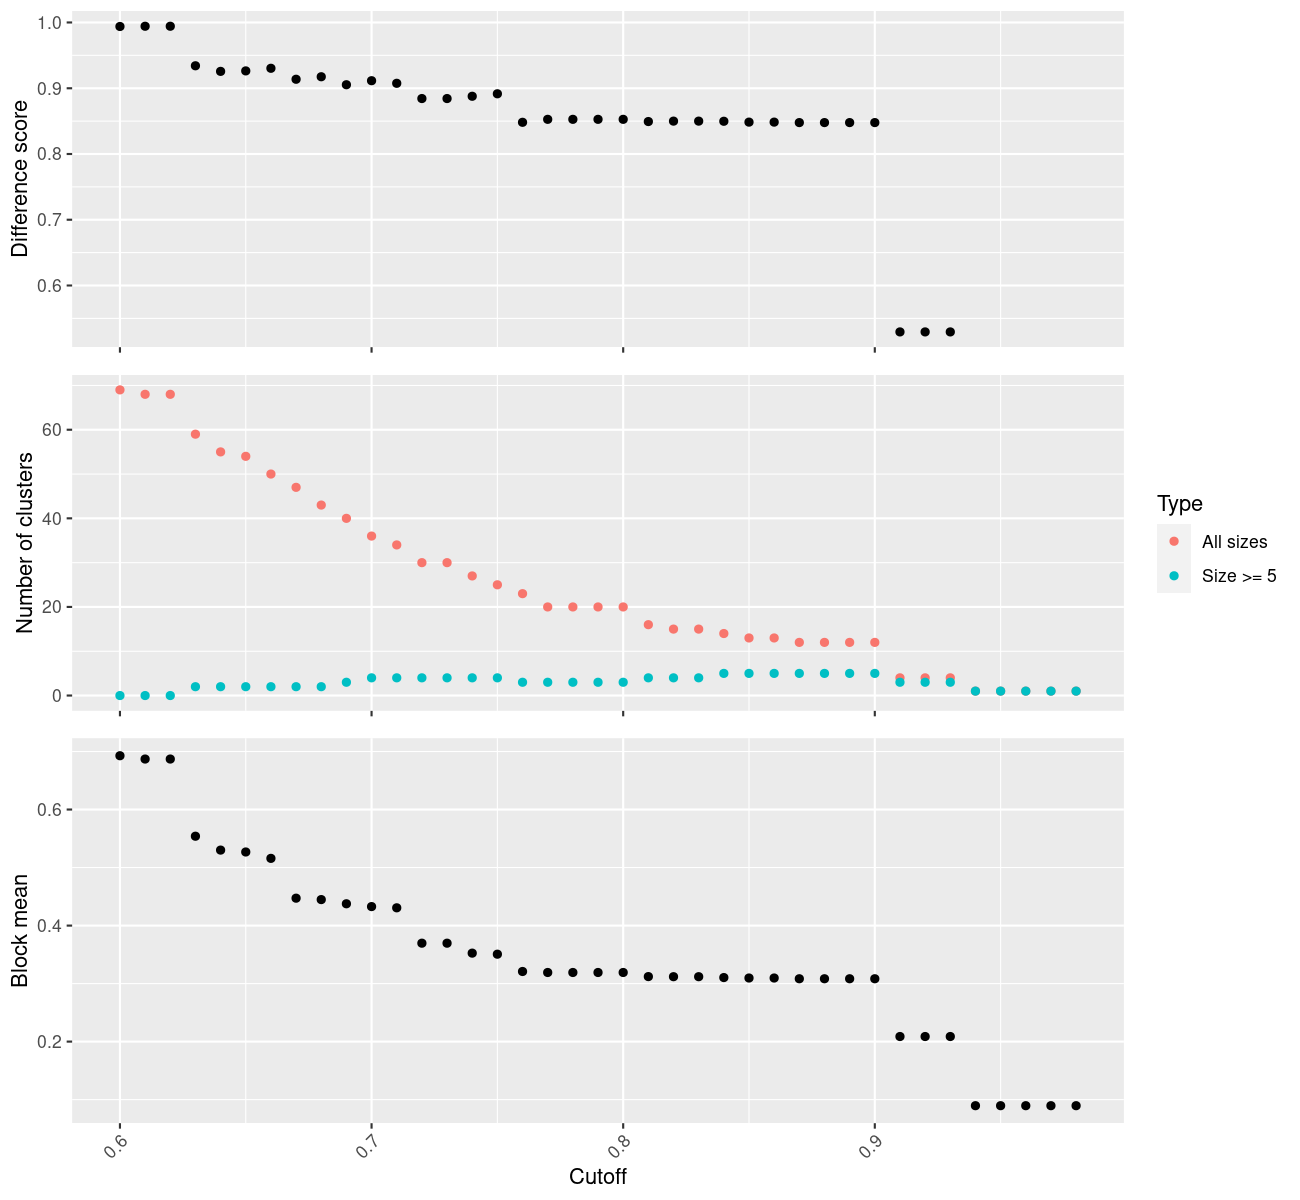 Difference score
1.0
0.9
0.8
0.7
0.6
Number of clusters
60
40
20
0
Type
All sizes
Size >= 5
Block mean
0.6
0.4
0.2
0.6
0.7
0.8
0.9
Cutoff